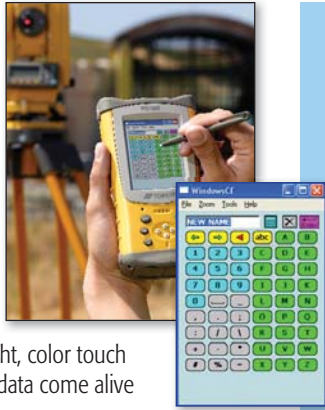 TOPCON
WindowsCE
File Zoom Tools Help
NEW NAME
abc A B
1 2 3 C D E
4 5 6 F G H
7 8 9 I J K
0 L M N
, . ; O P Q
: / \ R S T
+ - * U V W
# % = X Y Z
ht, color touch
data come alive